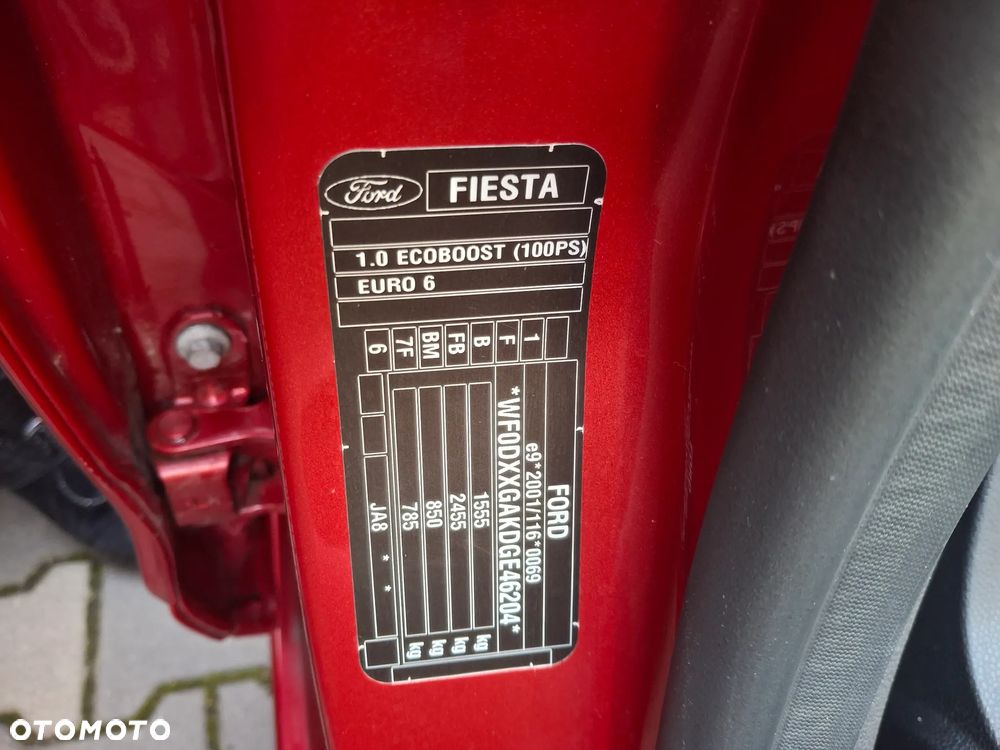 Ford FIESTA
1.0 ECOBOOST (100PS)
EURO 6
1 F B FB BM 7F 6
FORD
e9*2001/116*0069
*WF0DXXGAKDGE46204*
1555 kg
2455 kg
850 kg
785 kg
JA8 * *
OTOMOTO